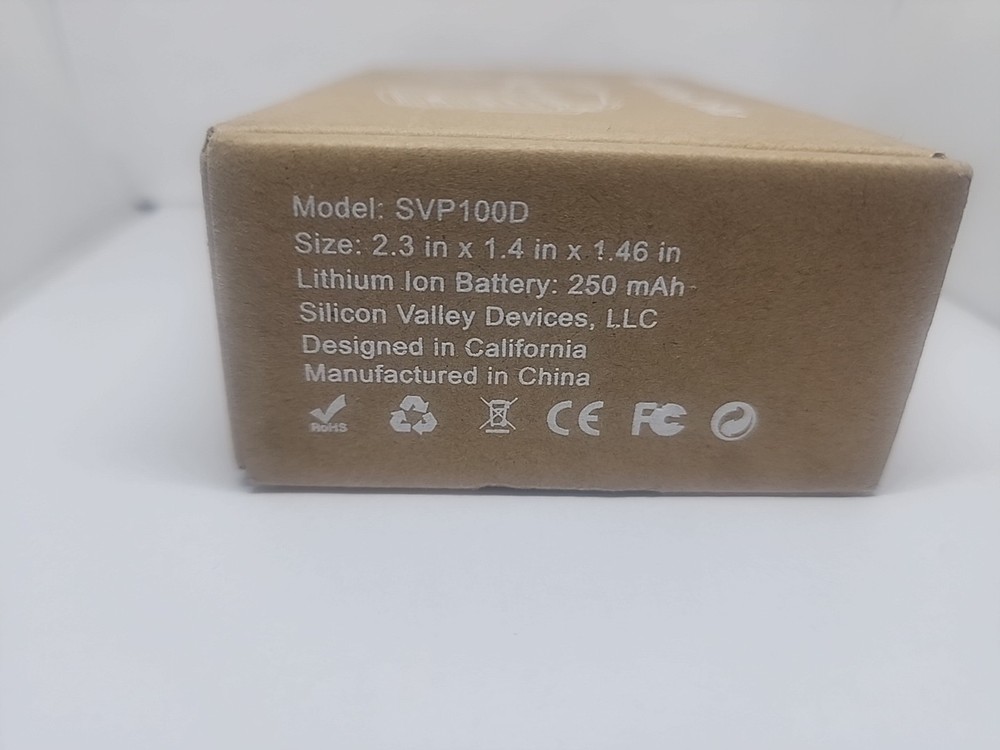 Model: SVP100D
Size: 2.3 in x 1.4 in x 1.46 in
Lithium Ion Battery: 250 mAh
Silicon Valley Devices, LLC
Designed in California
Manufactured in China
RoHS CE FC